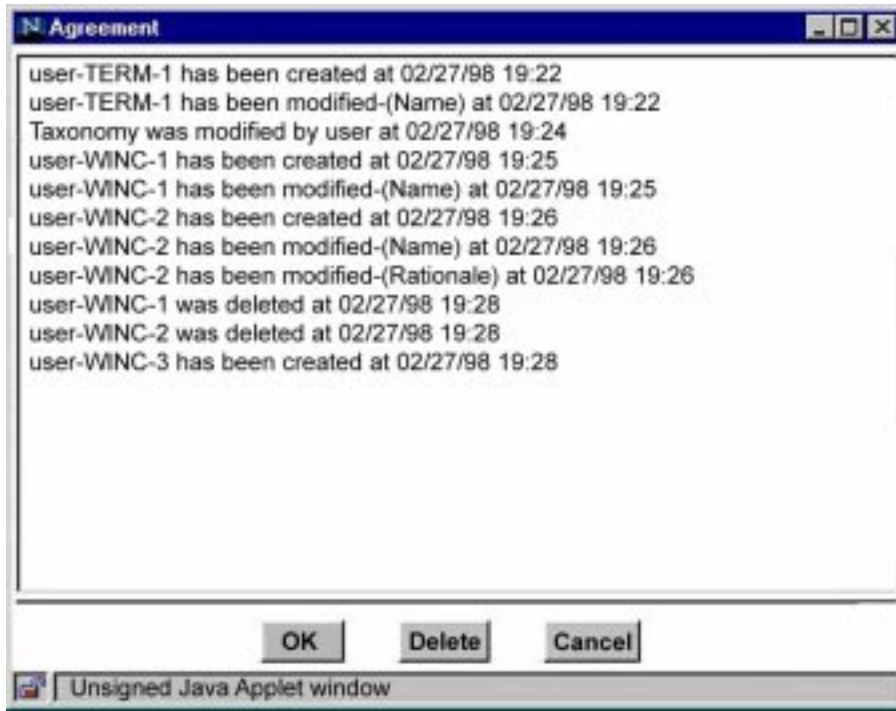 Agreement
user-TERM-1 has been created at 02/27/98 19:22
user-TERM-1 has been modified-(Name) at 02/27/98 19:22
Taxonomy was modified by user at 02/27/98 19:24
user-WINC-1 has been created at 02/27/98 19:25
user-WINC-1 has been modified-(Name) at 02/27/98 19:25
user-WINC-2 has been created at 02/27/98 19:26
user-WINC-2 has been modified-(Name) at 02/27/98 19:26
user-WINC-2 has been modified-(Rationale) at 02/27/98 19:26
user-WINC-1 was deleted at 02/27/98 19:28
user-WINC-2 was deleted at 02/27/98 19:28
user-WINC-3 has been created at 02/27/98 19:28
OK Delete Cancel
Unsigned Java Applet window